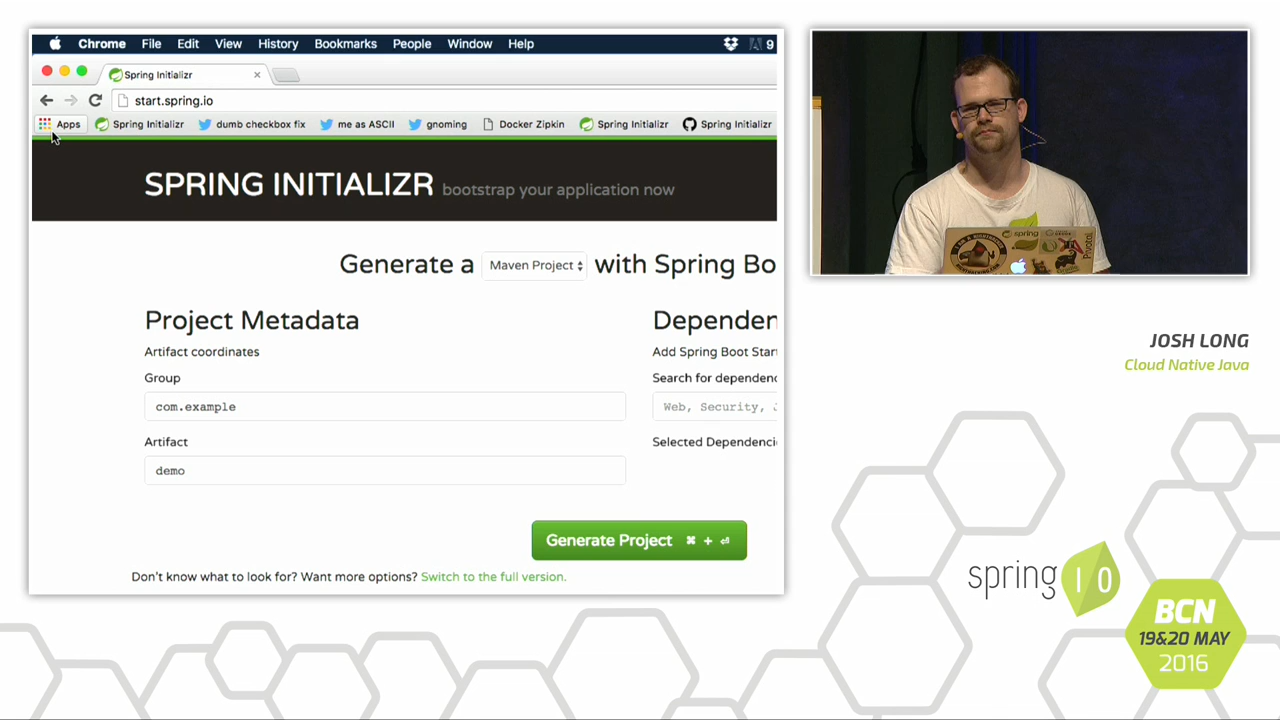 Chrome File Edit View History Bookmarks People Window Help 9
Spring Initializr
start.spring.io
Apps Spring Initializr dumb checkbox fix me as ASCII gnoming Docker Zipkin Spring Initializr Spring Initializr
SPRING INITIALIZR bootstrap your application now
Generate a Maven Project with Spring Bo
Project Metadata
Artifact coordinates
Group
com.example
Artifact
demo
Dependen
Add Spring Boot Start
Search for dependenc
Web, Security, J
Selected Dependenci
Generate Project ⌘ + ⏎
Don't know what to look for? Want more options? Switch to the full version.
spring
Pivotal
JOSH LONG
Cloud Native Java
spring IO
BCN
19&20 MAY
2016